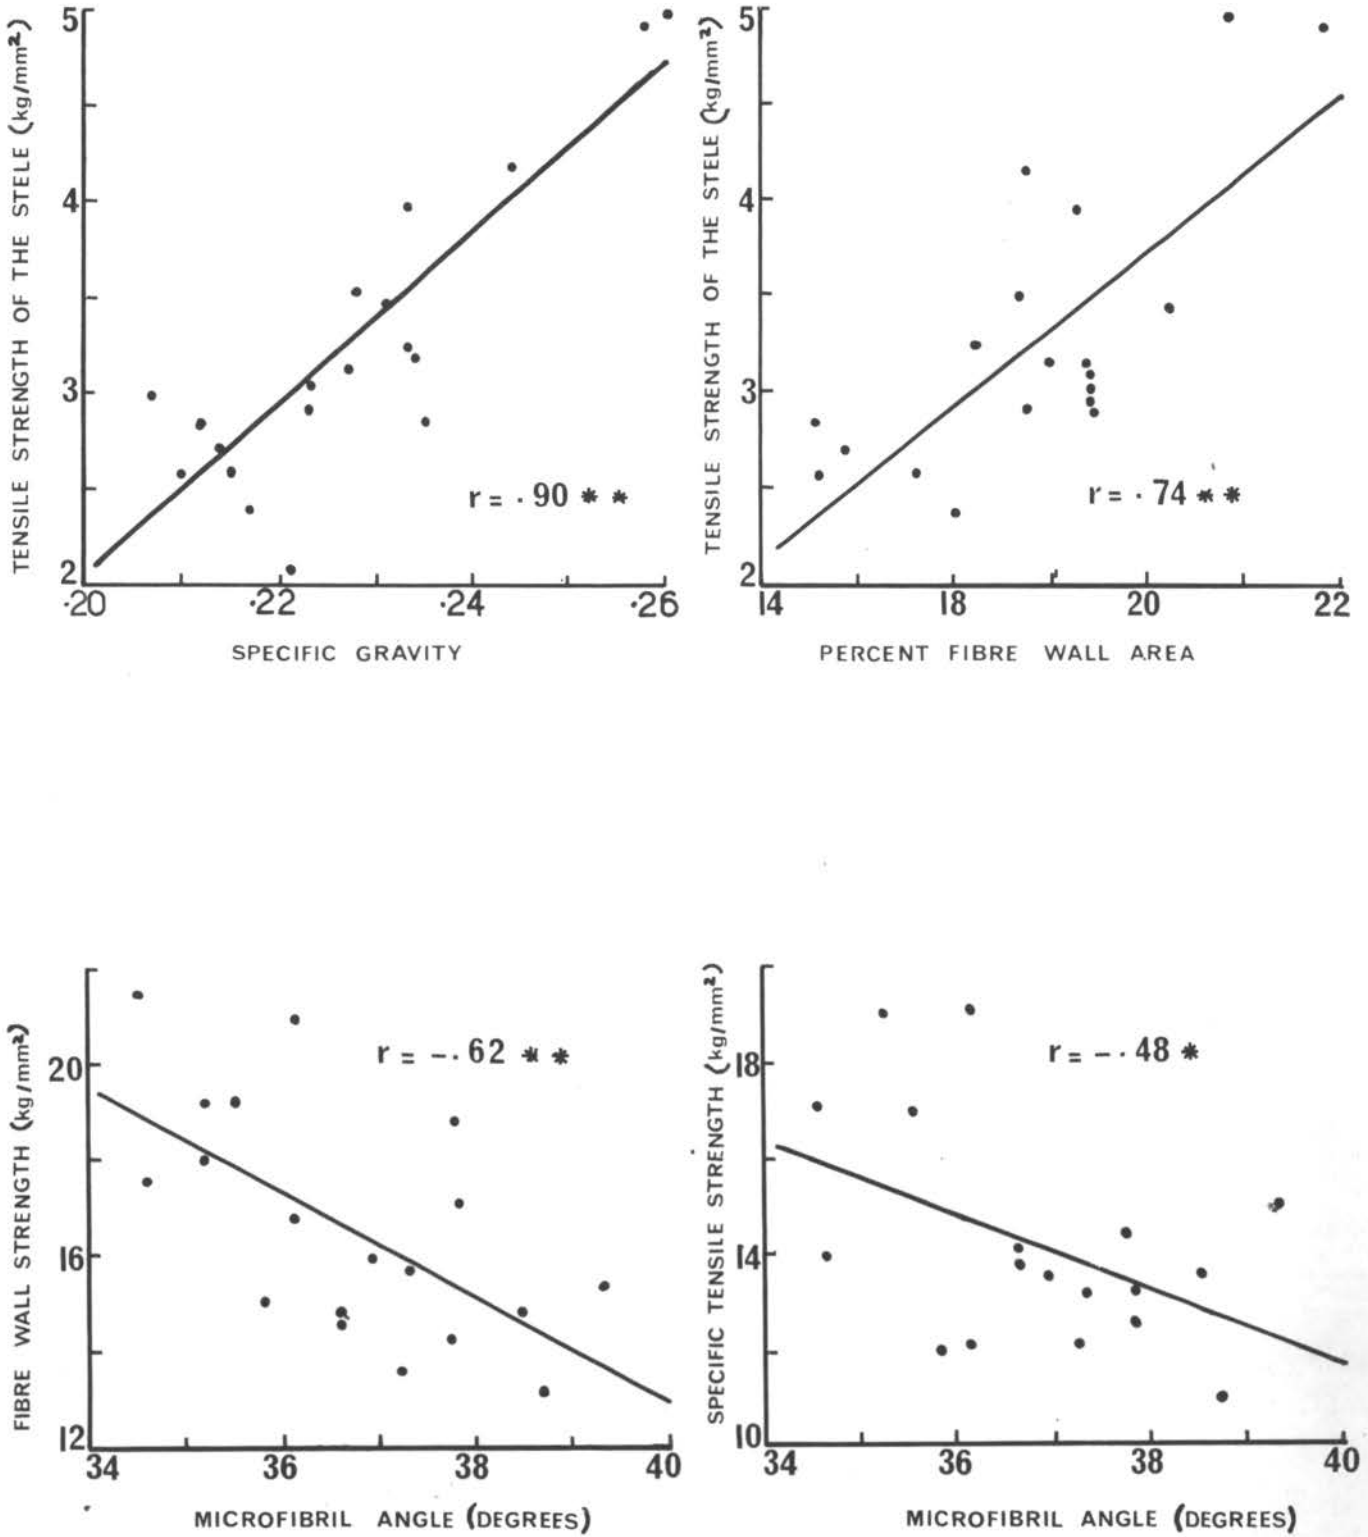 TENSILE STRENGTH OF THE STELE (kg/mm²)
5
4
3
2
.20 .22 .24 .26
SPECIFIC GRAVITY
r = .90 **
TENSILE STRENGTH OF THE STELE (kg/mm²)
5
4
3
2
14 18 20 22
PERCENT FIBRE WALL AREA
r = .74 **
FIBRE WALL STRENGTH (kg/mm²)
20
16
12
34 36 38 40
MICROFIBRIL ANGLE (DEGREES)
r = -.62 **
SPECIFIC TENSILE STRENGTH (kg/mm²)
18
14
10
34 36 38 40
MICROFIBRIL ANGLE (DEGREES)
r = -.48 *